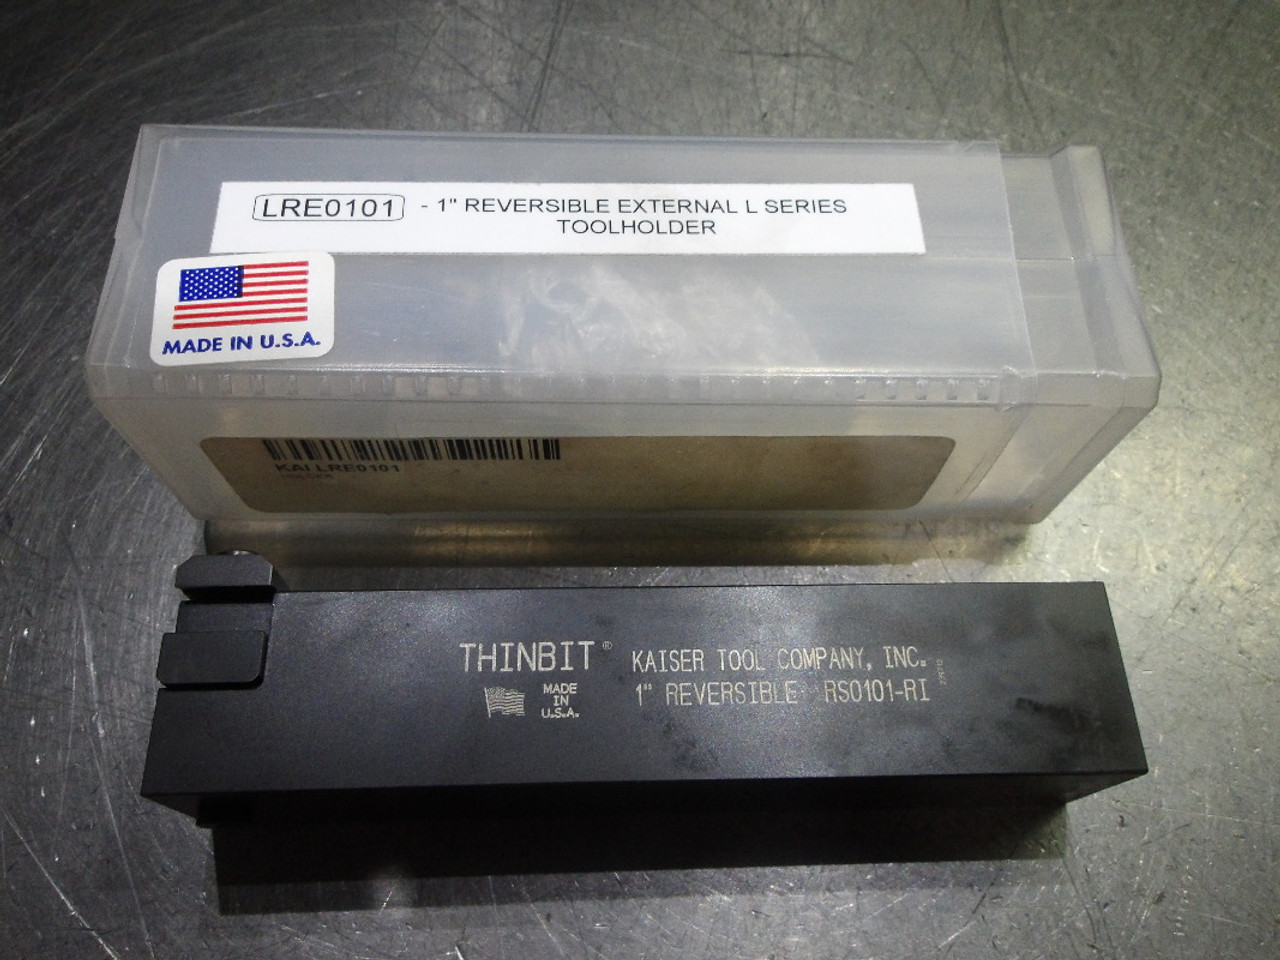 LRE0101 - 1" REVERSIBLE EXTERNAL L SERIES
TOOLHOLDER
MADE IN U.S.A.
KAI LRE0101
THINBIT® KAISER TOOL COMPANY, INC.
MADE
IN
U.S.A.
1" REVERSIBLE RS0101-RI